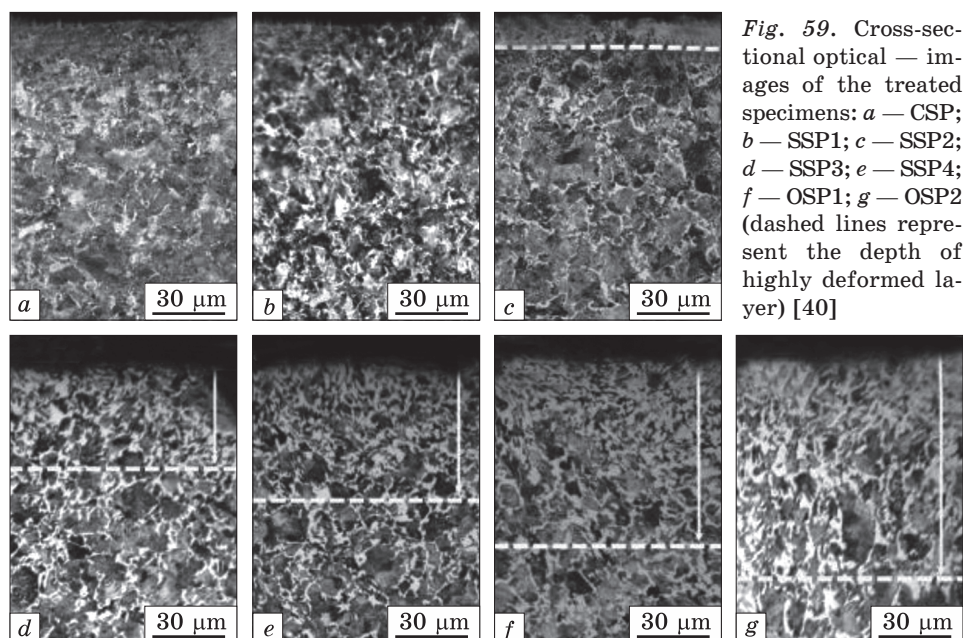 Fig. 59. Cross-sec-
tional optical — im-
ages of the treated
specimens: a — CSP;
b — SSP1; c — SSP2;
d — SSP3; e — SSP4;
f — OSP1; g — OSP2
(dashed lines repre-
sent the depth of
highly deformed la-
yer) [40]
a 30 µm
b 30 µm
c 30 µm
d 30 µm
e 30 µm
f 30 µm
g 30 µm